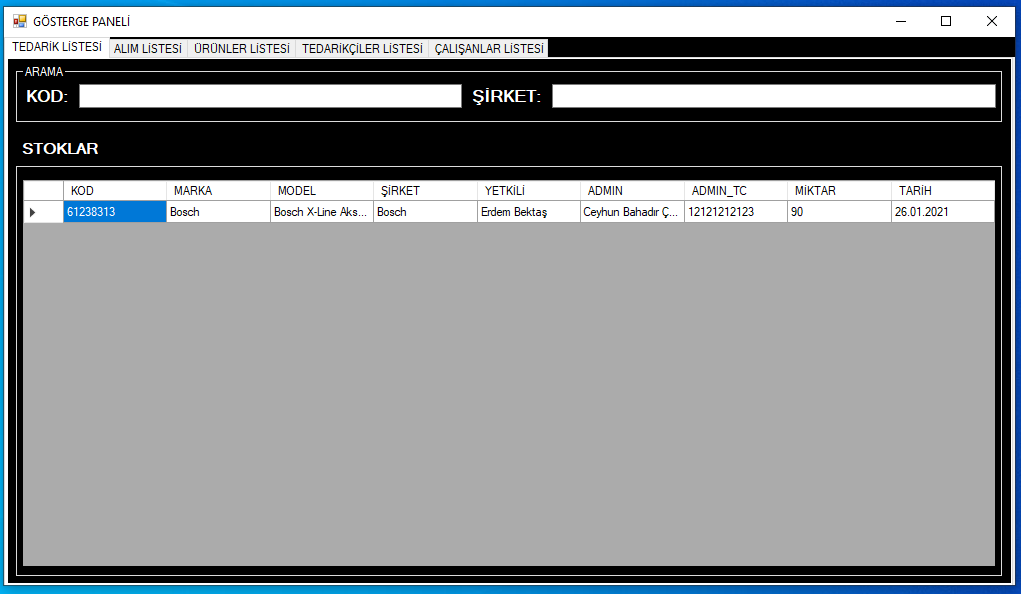 GÖSTERGE PANELİ
TEDARİK LİSTESİ ALIM LİSTESİ ÜRÜNLER LİSTESİ TEDARİKÇİLER LİSTESİ ÇALIŞANLAR LİSTESİ
ARAMA
KOD: ŞİRKET:
STOKLAR
KOD MARKA MODEL ŞİRKET YETKİLİ ADMIN ADMIN_TC MİKTAR TARİH
61238313 Bosch Bosch X-Line Aks... Bosch Erdem Bektaş Ceyhun Bahadır Ç... 12121212123 90 26.01.2021